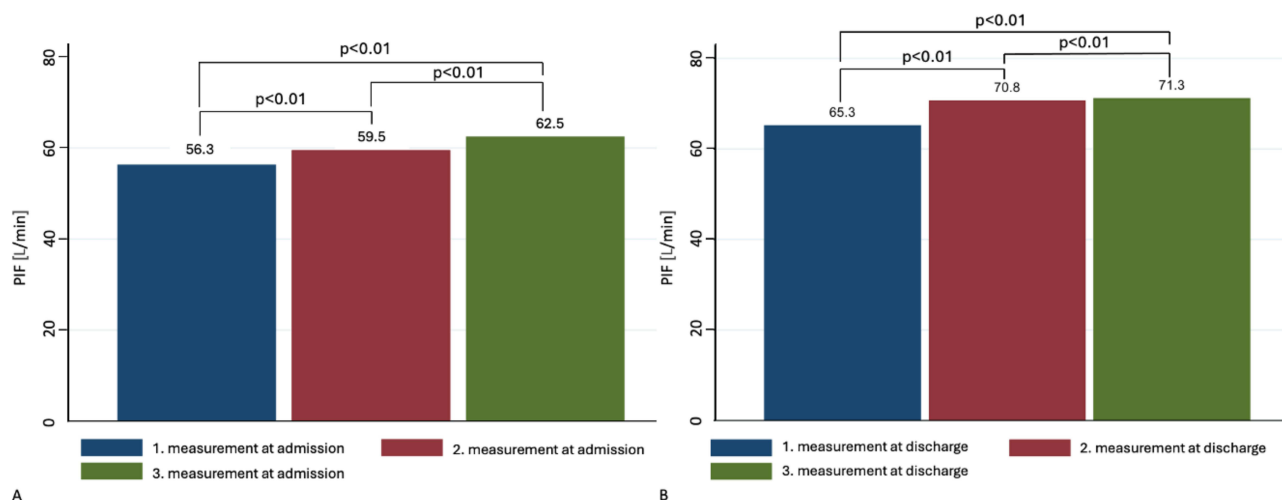 p<0.01
p<0.01
p<0.01
56.3
59.5
62.5
80
60
40
20
0
PIF [L/min]
1. measurement at admission
2. measurement at admission
3. measurement at admission
A
p<0.01
p<0.01
p<0.01
65.3
70.8
71.3
80
60
40
20
0
PIF [L/min]
1. measurement at discharge
2. measurement at discharge
3. measurement at discharge
B